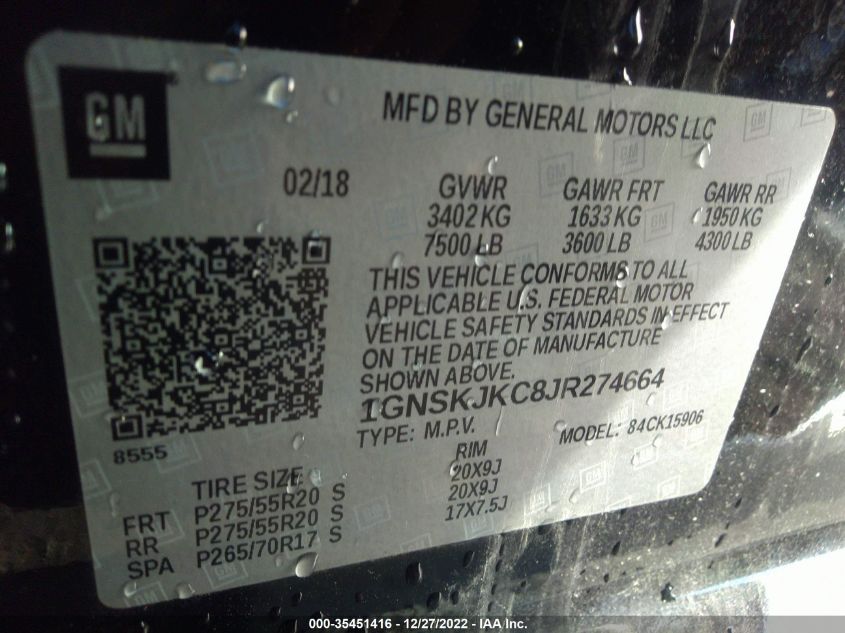 GM
MFD BY GENERAL MOTORS LLC
02/18
GVWR GAWR FRT GAWR RR
3402 KG 1633 KG 1950 KG
7500 LB 3600 LB 4300 LB
THIS VEHICLE CONFORMS TO ALL
APPLICABLE U.S. FEDERAL MOTOR
VEHICLE SAFETY STANDARDS IN EFFECT
ON THE DATE OF MANUFACTURE
SHOWN ABOVE.
1GNSKJKC8JR274664
TYPE: M.P.V. MODEL: 84CK15906
8555
TIRE SIZE RIM
FRT P275/55R20 S 20X9J
RR P275/55R20 S 20X9J
SPA P265/70R17 S 17X7.5J
000-35451416 - 12/27/2022 - IAA Inc.